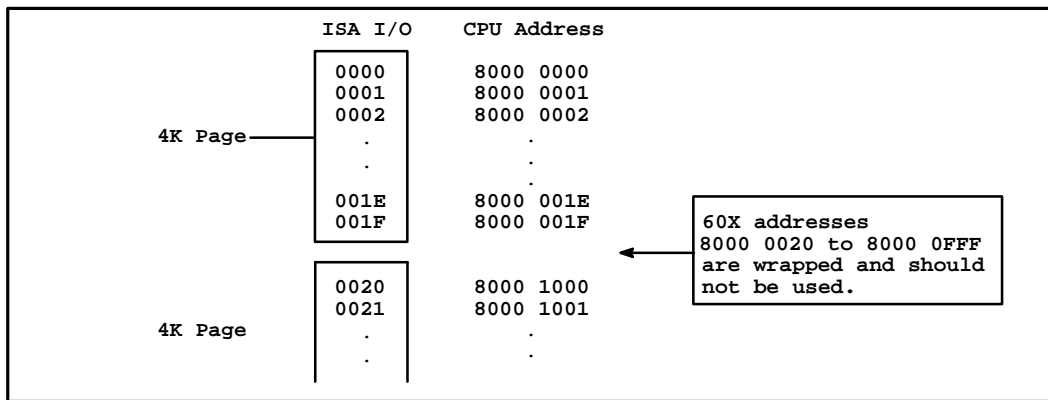 ISA I/O CPU Address
0000 8000 0000
0001 8000 0001
0002 8000 0002
4K Page . .
. .
.
001E 8000 001E
001F 8000 001F
60X addresses
8000 0020 to 8000 0FFF
are wrapped and should
not be used.
0020 8000 1000
0021 8000 1001
4K Page . .
. .